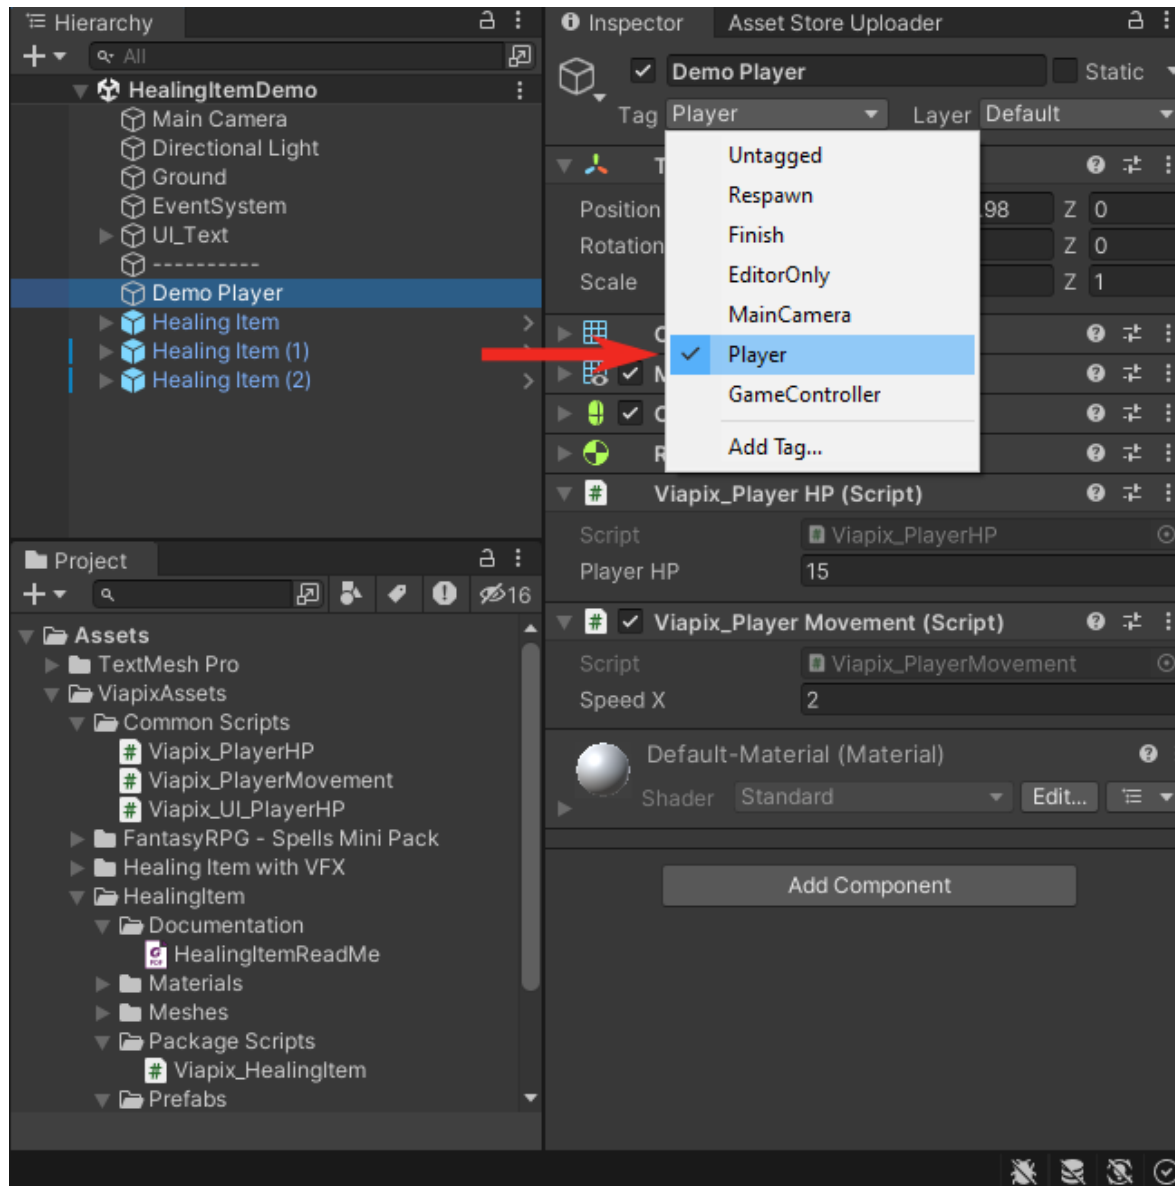 Hierarchy
All
HealingItemDemo
Main Camera
Directional Light
Ground
EventSystem
UI_Text
----------
Demo Player
Healing Item
Healing Item (1)
Healing Item (2)
Project
16
Assets
TextMesh Pro
ViapixAssets
Common Scripts
Viapix_PlayerHP
Viapix_PlayerMovement
Viapix_UI_PlayerHP
FantasyRPG - Spells Mini Pack
Healing Item with VFX
HealingItem
Documentation
HealingItemReadMe
Materials
Meshes
Package Scripts
Viapix_HealingItem
Prefabs
Inspector Asset Store Uploader
Demo Player Static
Tag Player Layer Default
Untagged
Respawn
Finish
EditorOnly
MainCamera
Player
GameController
Add Tag...
Position .98 Z 0
Rotation Z 0
Scale Z 1
Viapix_Player HP (Script)
Script Viapix_PlayerHP
Player HP 15
Viapix_Player Movement (Script)
Script Viapix_PlayerMovement
Speed X 2
Default-Material (Material)
Shader Standard Edit...
Add Component